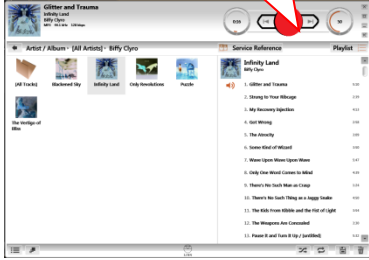 Glitter and Trauma
Infinity Land
Biffy Clyro
Artist / Album · [All Artists] · Biffy Clyro
Service Reference
Playlist
[All Tracks]
Blackened Sky
Infinity Land
Only Revolutions
Puzzle
The Vertigo of Bliss
Infinity Land
Biffy Clyro
1. Glitter and Trauma
2. Strung to Your Ribcage
3. My Recovery Injection
4. Got Wrong
5. The Atrocity
6. Some Kind of Wizard
7. Wave Upon Wave Upon Wave
8. Only One Word Comes to Mind
9. There's No Such Man as Crasp
10. There's No Such Thing as a Jaggy Snake
11. The Kids From Kibble and the Fist of Light
12. The Weapons Are Concealed
13. Pause It and Turn It Up / [untitled]